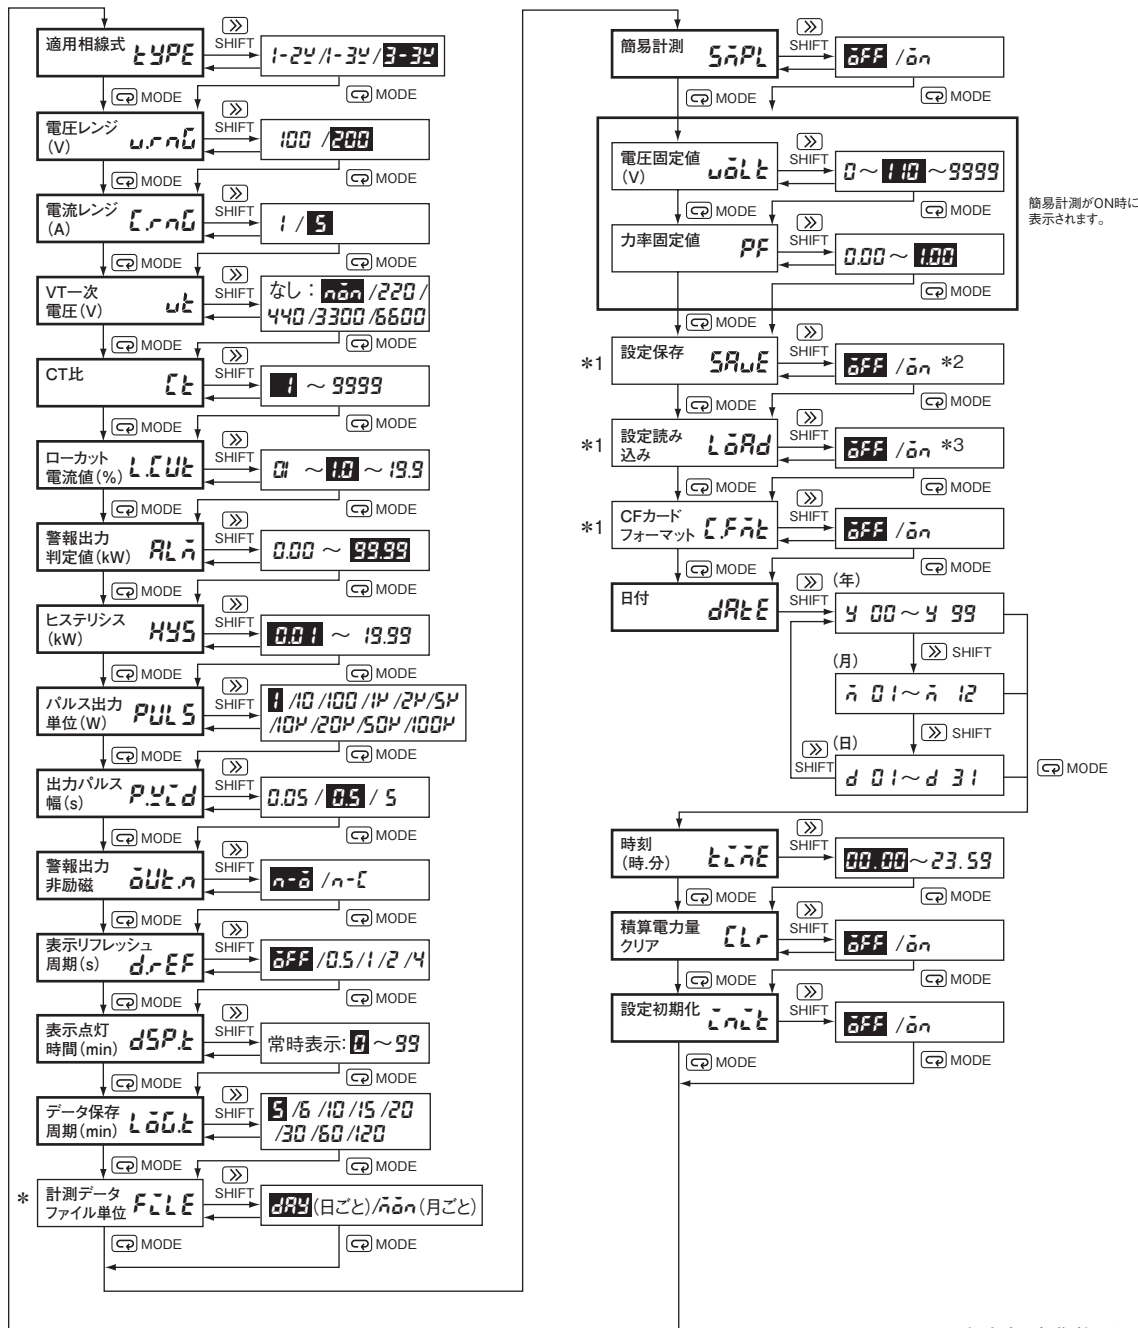 適用相線式 tYPE
SHIFT
1-2W/1-3W/3-3W
MODE
MODE
電圧レンジ
(V) v.rnG
SHIFT
100 /200
MODE
MODE
電流レンジ
(A) C.rnG
SHIFT
1 / 5
MODE
MODE
VT一次
電圧(V) vt
SHIFT
なし : non /220 /
440 /3300 /6600
MODE
MODE
CT比 Ct
SHIFT
1 ~ 9999
MODE
MODE
ローカット
電流値(%) L.CUt
SHIFT
0.1 ~ 1.0 ~ 19.9
MODE
MODE
警報出力
判定値(kW) ALm
SHIFT
0.00 ~ 99.99
MODE
MODE
ヒステリシス
(kW) HYS
SHIFT
0.01 ~ 19.99
MODE
MODE
パルス出力
単位(W) PULS
SHIFT
1 /10 /100 /1k /2k/5k
/10k /20k /50k /100k
MODE
MODE
出力パルス
幅(s) P.Wid
SHIFT
0.05 / 0.5 / 5
MODE
MODE
警報出力
非励磁 oUt.n
SHIFT
n-o /n-C
MODE
MODE
表示リフレッシュ
周期(s) d.rEF
SHIFT
oFF /0.5/1 /2 /4
MODE
MODE
表示点灯
時間(min) dSP.t
SHIFT
常時表示: 0 ~ 99
MODE
MODE
データ保存
周期(min) LoG.t
SHIFT
5 /6 /10 /15 /20
/30 /60 /120
MODE
MODE
*
計測データ
ファイル単位 FiLE
SHIFT
dAY(日ごと)/mon(月ごと)
MODE
MODE
簡易計測 SmPL
SHIFT
oFF /on
MODE
MODE
電圧固定値
(V) voLt
SHIFT
0~ 110 ~9999
MODE
MODE
力率固定値 PF
SHIFT
0.00 ~ 1.00
簡易計測がON時に
表示されます。
MODE
MODE
*1
設定保存 SAvE
SHIFT
oFF /on *2
MODE
MODE
*1
設定読み
込み LoAd
SHIFT
oFF /on *3
MODE
MODE
*1
CFカード
フォーマット C.Fmt
SHIFT
oFF /on
MODE
MODE
日付 dAtE
SHIFT
(年)
y 00~ y 99
SHIFT
(月)
m 01~ m 12
SHIFT
(日)
SHIFT
d 01~ d 31
MODE
時刻
(時.分) timE
SHIFT
00.00~23.59
MODE
MODE
積算電力量
クリア CLr
SHIFT
oFF /on
MODE
MODE
設定初期化 init
SHIFT
oFF /on
MODE
MODE